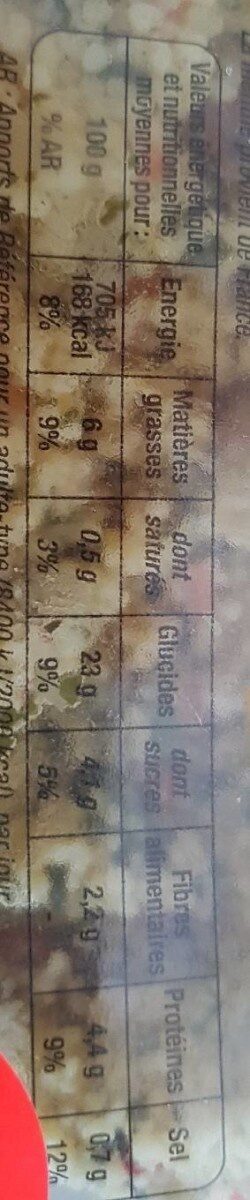 Valeurs énergétique
et nutritionnelles
moyennes pour :
Energie
Matières
grasses
dont
saturés
Glucides
dont
sucres
Fibres
alimentaires
Protéines
Sel
100 g
705 kJ
168 kcal
6 g
0,5 g
23 g
4,1 g
2,2 g
4,4 g
0,7 g
% AR
8%
9%
3%
9%
5%
-
9%
12%
AR : Apports de Référence pour un adulte-type (8400 kJ/2000 kcal) par jour